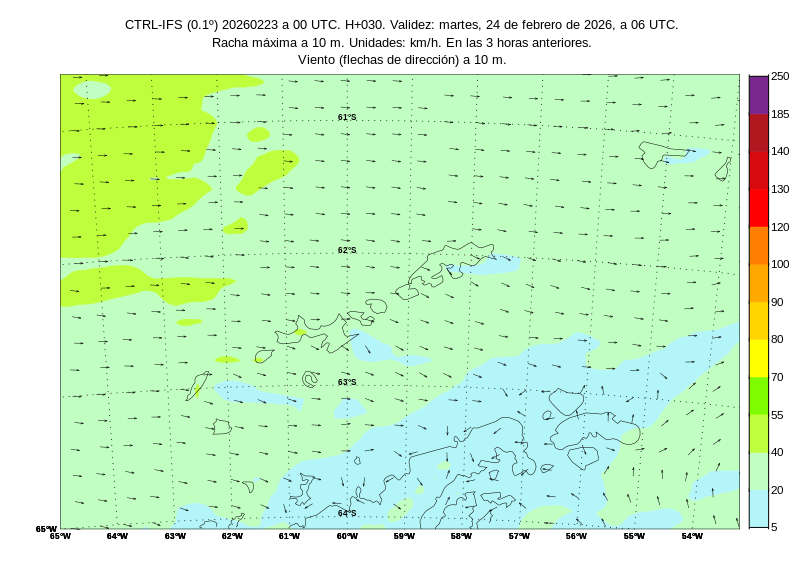 CTRL-IFS (0.1º) 20260223 a 00 UTC. H+030. Validez: martes, 24 de febrero de 2026, a 06 UTC.
Racha máxima a 10 m. Unidades: km/h. En las 3 horas anteriores.
Viento (flechas de dirección) a 10 m.
250
185
140
130
120
100
90
80
70
55
40
20
5
61°S
62°S
63°S
64°S
65°W
65°W
64°W
63°W
62°W
61°W
60°W
59°W
58°W
57°W
56°W
55°W
54°W